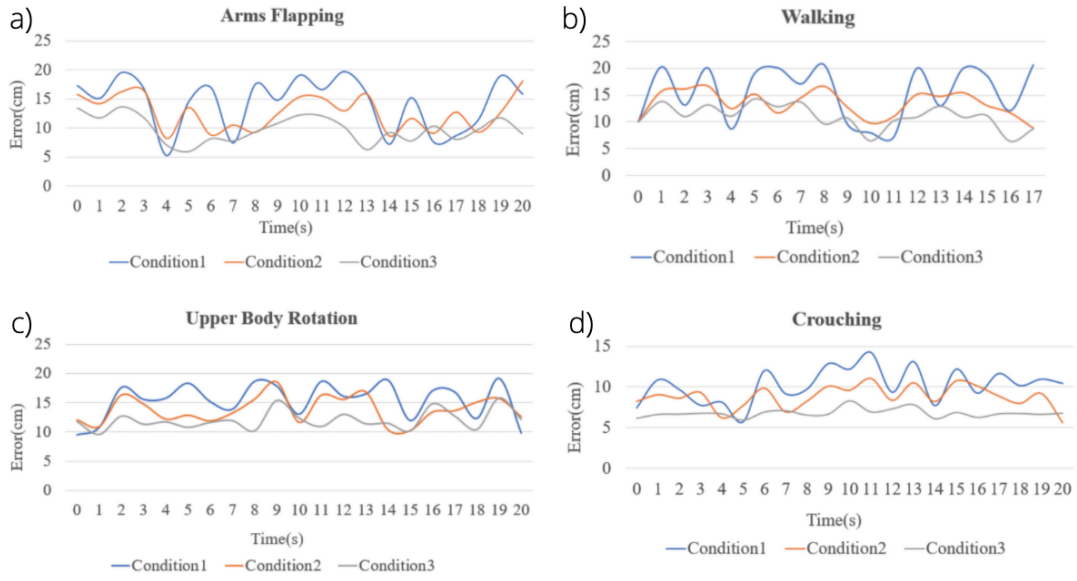 a)
Arms Flapping
25
20
15
10
5
0
Error(cm)
0 1 2 3 4 5 6 7 8 9 10 11 12 13 14 15 16 17 18 19 20
Time(s)
Condition1 Condition2 Condition3
b)
Walking
25
20
15
10
5
0
Error(cm)
0 1 2 3 4 5 6 7 8 9 10 11 12 13 14 15 16 17
Time(s)
Condition1 Condition2 Condition3
c)
Upper Body Rotation
25
20
15
10
5
0
Error(cm)
0 1 2 3 4 5 6 7 8 9 10 11 12 13 14 15 16 17 18 19 20
Time(s)
Condition1 Condition2 Condition3
d)
Crouching
15
10
5
0
Error(cm)
0 1 2 3 4 5 6 7 8 9 10 11 12 13 14 15 16 17 18 19 20
Time(s)
Condition1 Condition2 Condition3